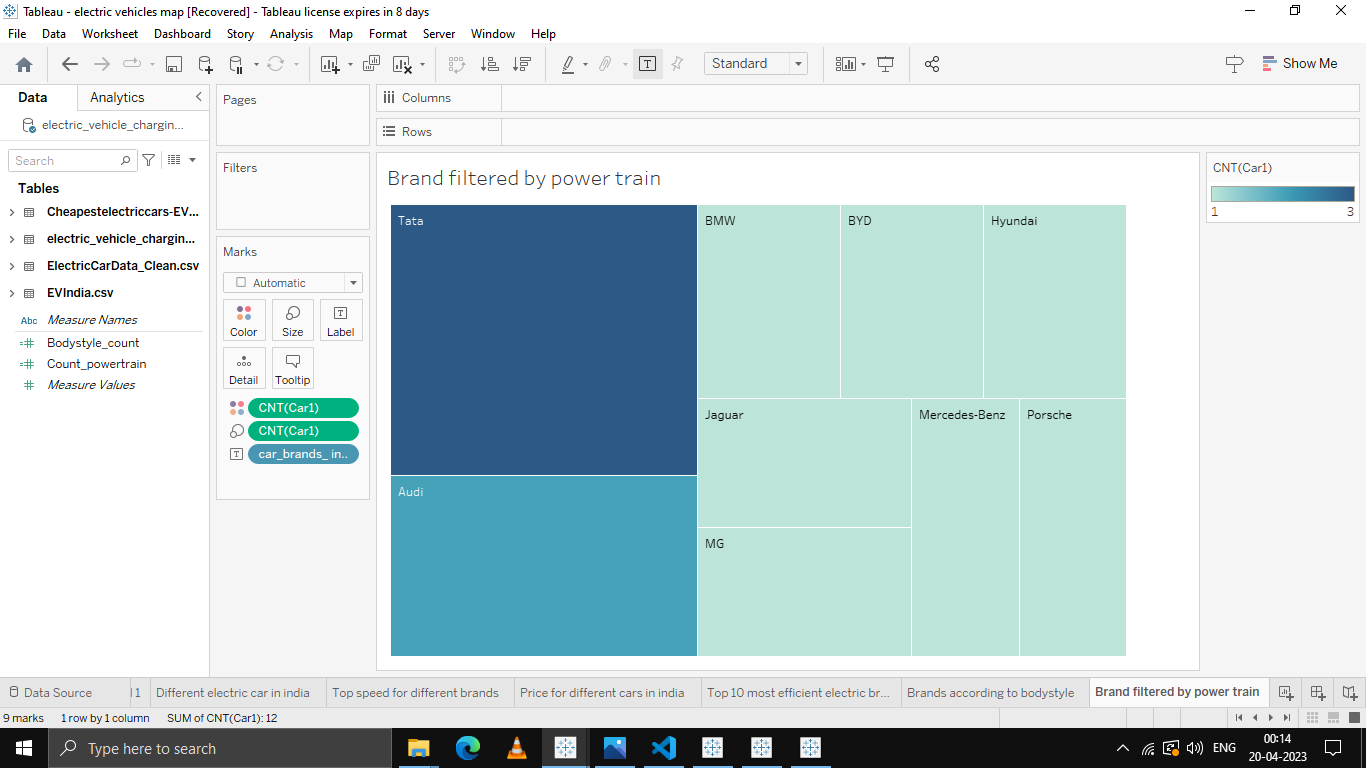 Tableau - electric vehicles map [Recovered] - Tableau license expires in 8 days
File Data Worksheet Dashboard Story Analysis Map Format Server Window Help
Standard
Show Me
Data Analytics
electric_vehicle_chargin...
Search
Tables
Cheapestelectriccars-EV...
electric_vehicle_chargin...
ElectricCarData_Clean.csv
EVIndia.csv
Abc Measure Names
Bodystyle_count
Count_powertrain
Measure Values
Pages
Filters
Marks
Automatic
Color Size Label
Detail Tooltip
CNT(Car1)
CNT(Car1)
car_brands_ in..
Columns
Rows
Brand filtered by power train
Tata
BMW
BYD
Hyundai
Audi
Jaguar
Mercedes-Benz
Porsche
MG
CNT(Car1)
1 3
Data Source 1 Different electric car in india Top speed for different brands Price for different cars in india Top 10 most efficient electric br... Brands according to bodystyle Brand filtered by power train
9 marks 1 row by 1 column SUM of CNT(Car1): 12
Type here to search
ENG
00:14
20-04-2023